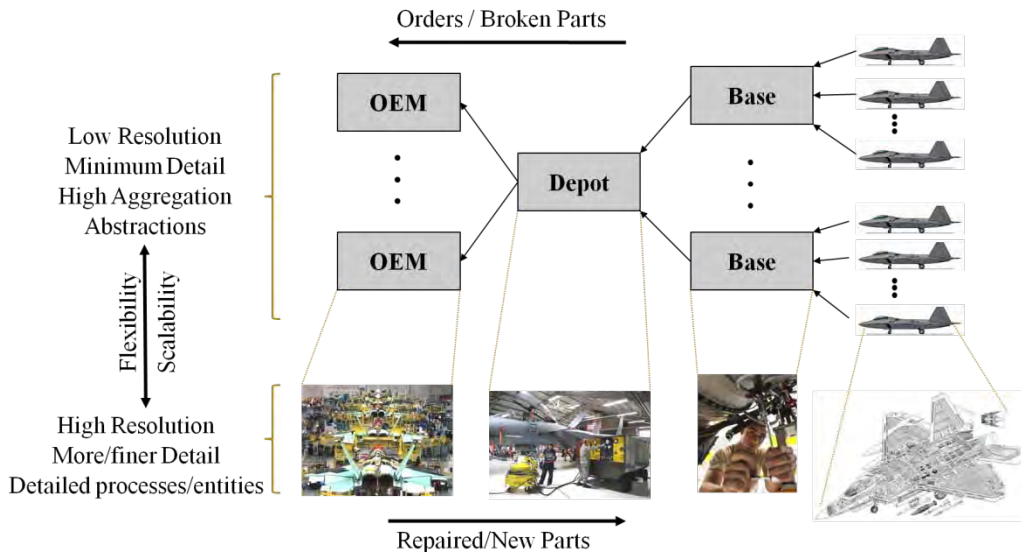 Orders / Broken Parts
OEM
Base
Low Resolution
Minimum Detail
High Aggregation
Abstractions
Depot
OEM
Base
Flexibility
Scalability
High Resolution
More/finer Detail
Detailed processes/entities
Repaired/New Parts